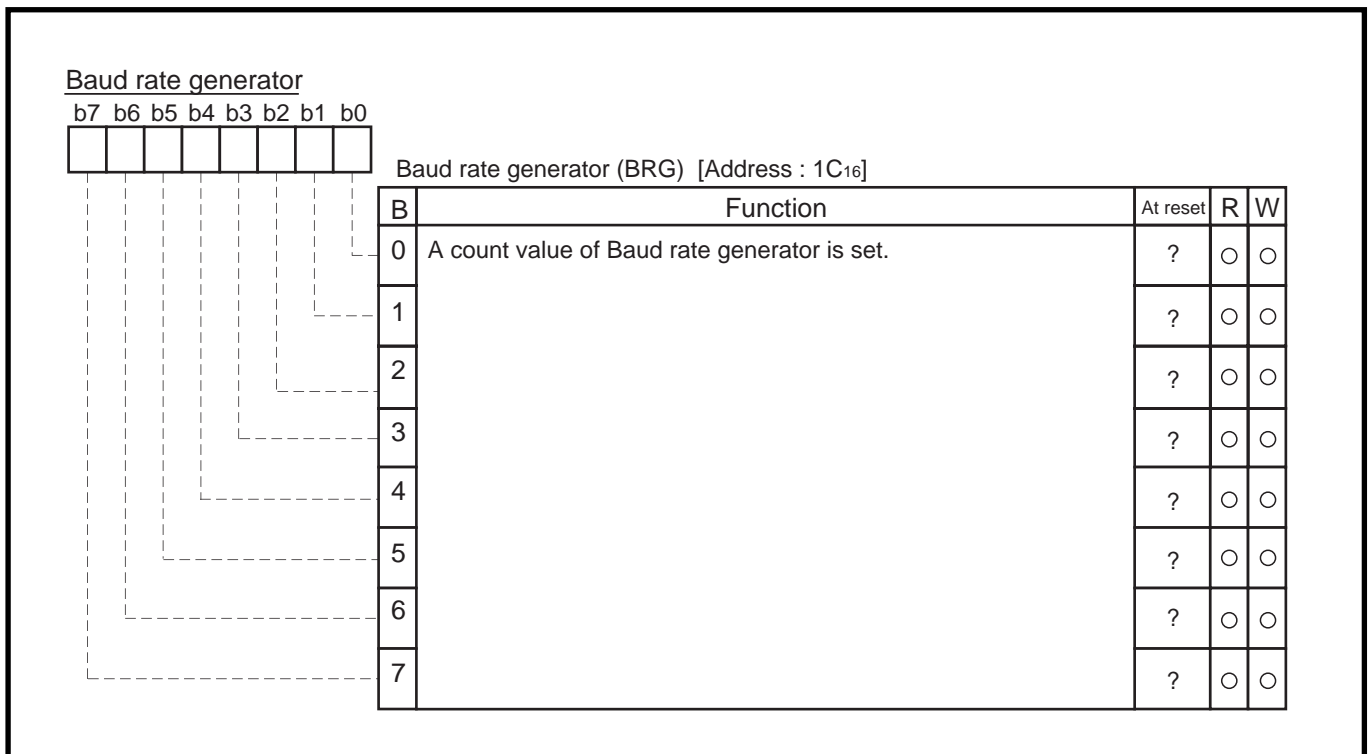 Baud rate generator
b7 b6 b5 b4 b3 b2 b1 b0
Baud rate generator (BRG) [Address : 1C16]
B Function At reset R W
0 A count value of Baud rate generator is set. ? ○ ○
1 ? ○ ○
2 ? ○ ○
3 ? ○ ○
4 ? ○ ○
5 ? ○ ○
6 ? ○ ○
7 ? ○ ○